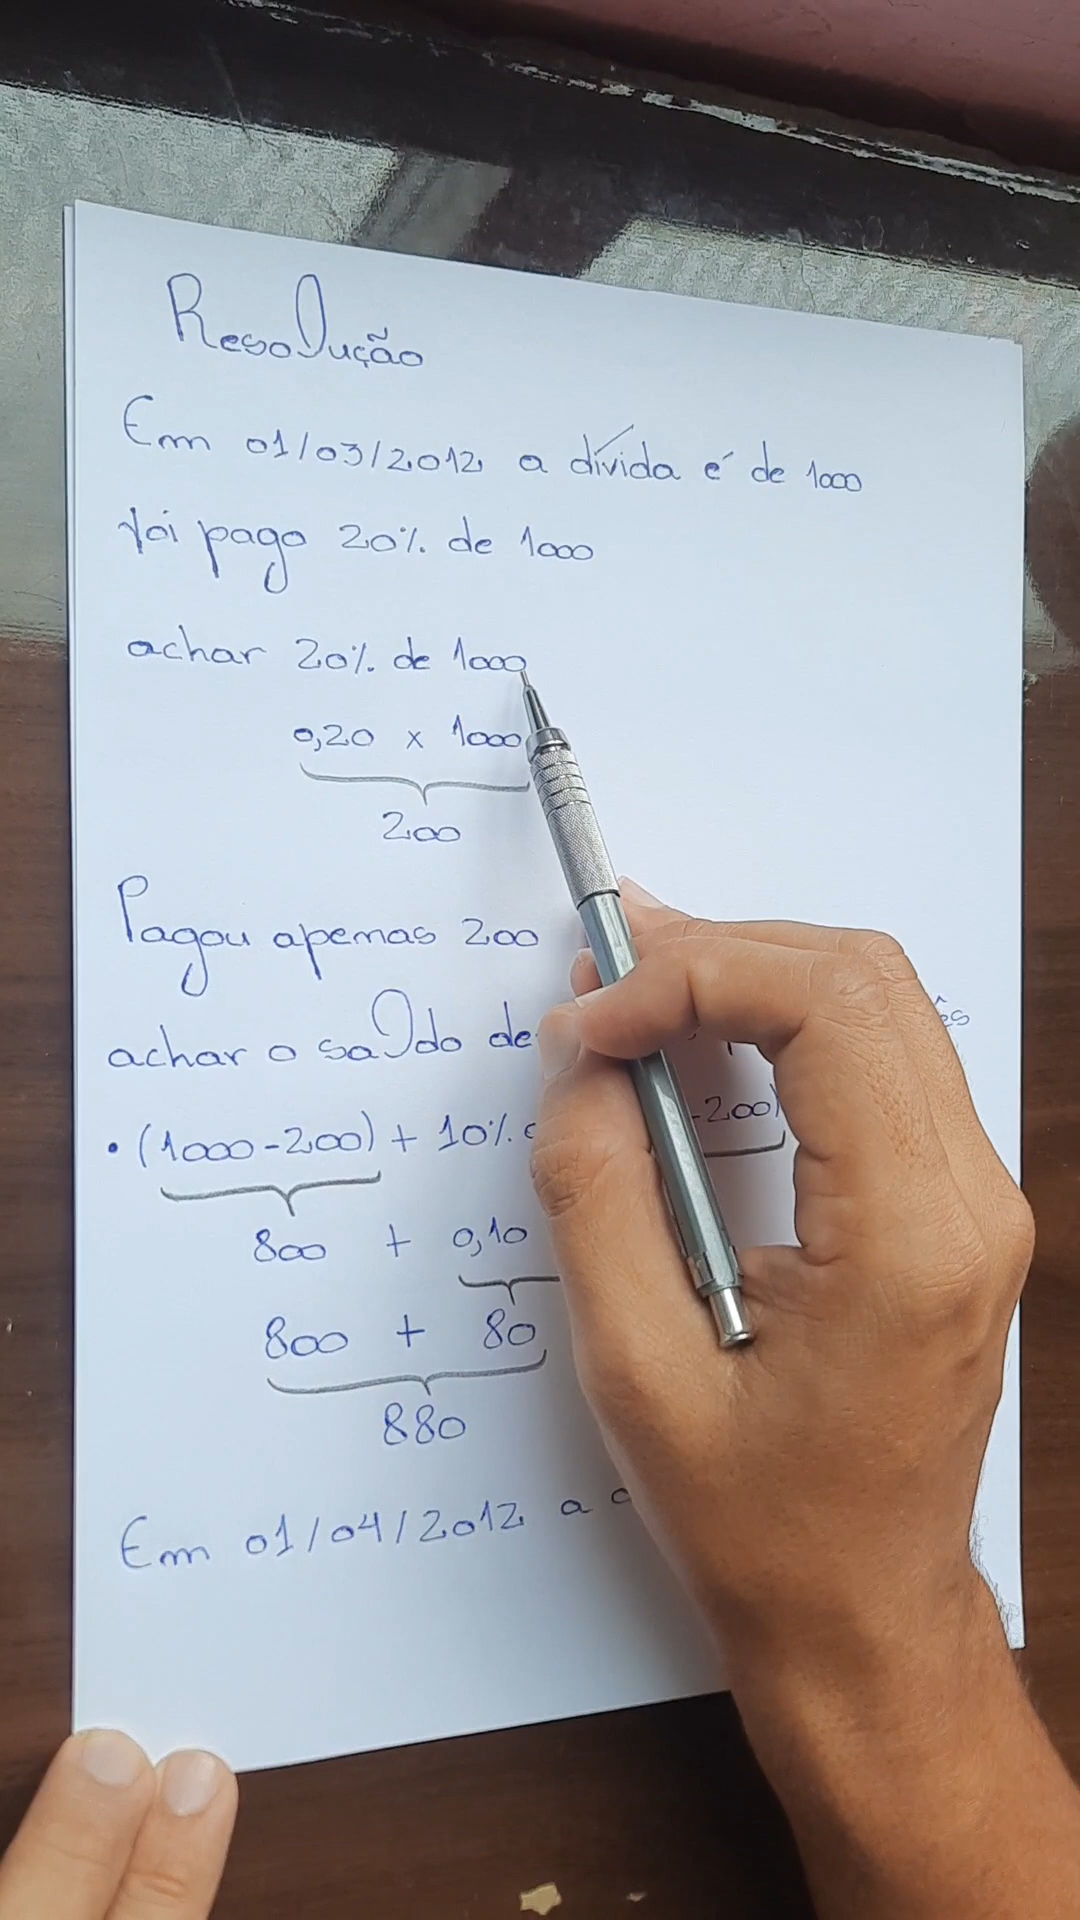 Resolução
Em 01/03/2012 a dívida é de 1000
foi pago 20% de 1000
achar 20% de 1000
0,20 x 1000
200
Pagou apenas 200
achar o saldo
• (1000-200) + 10% -200)
800 + 0,10
800 + 80
880
Em 01/04/2012 a